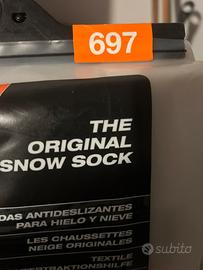 697
THE
ORIGINAL
SNOW SOCK
DAS ANTIDESLIZANTES
PARA HIELO Y NIEVE
LES CHAUSSETTES
NEIGE ORIGINALES
TEXTILE
subito